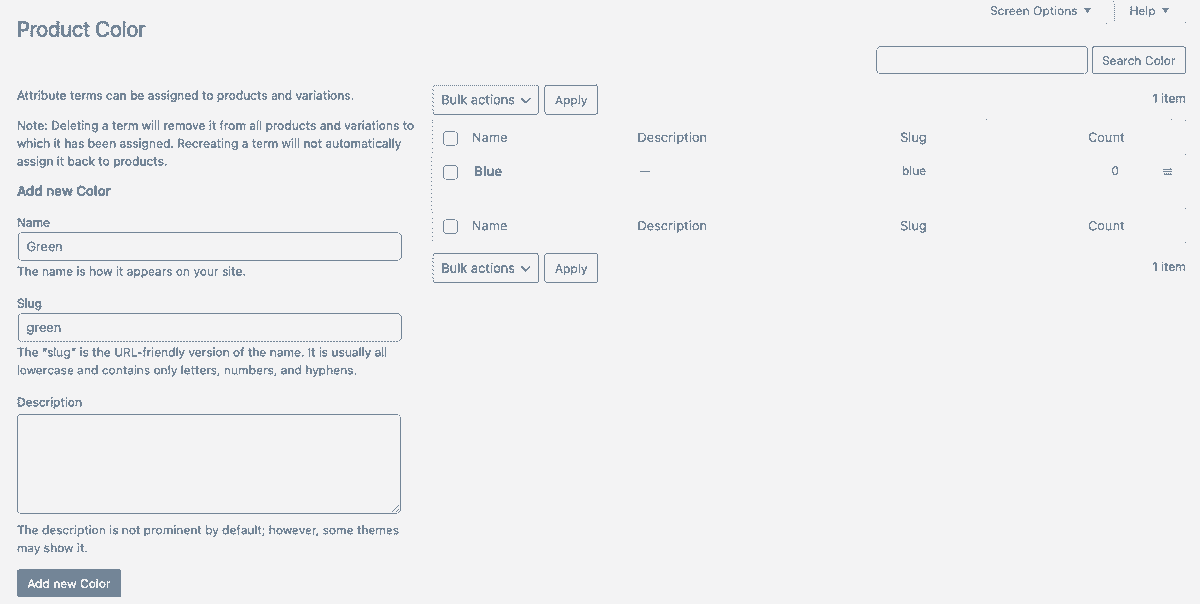 Screen Options ▼ Help ▼
Product Color
Search Color
Attribute terms can be assigned to products and variations.
Note: Deleting a term will remove it from all products and variations to
which it has been assigned. Recreating a term will not automatically
assign it back to products.
Add new Color
Name
Green
The name is how it appears on your site.
Slug
green
The "slug" is the URL-friendly version of the name. It is usually all
lowercase and contains only letters, numbers, and hyphens.
Description
The description is not prominent by default; however, some themes
may show it.
Add new Color
Bulk actions Apply 1 item
Name Description Slug Count
Blue — blue 0
Name Description Slug Count
Bulk actions Apply 1 item